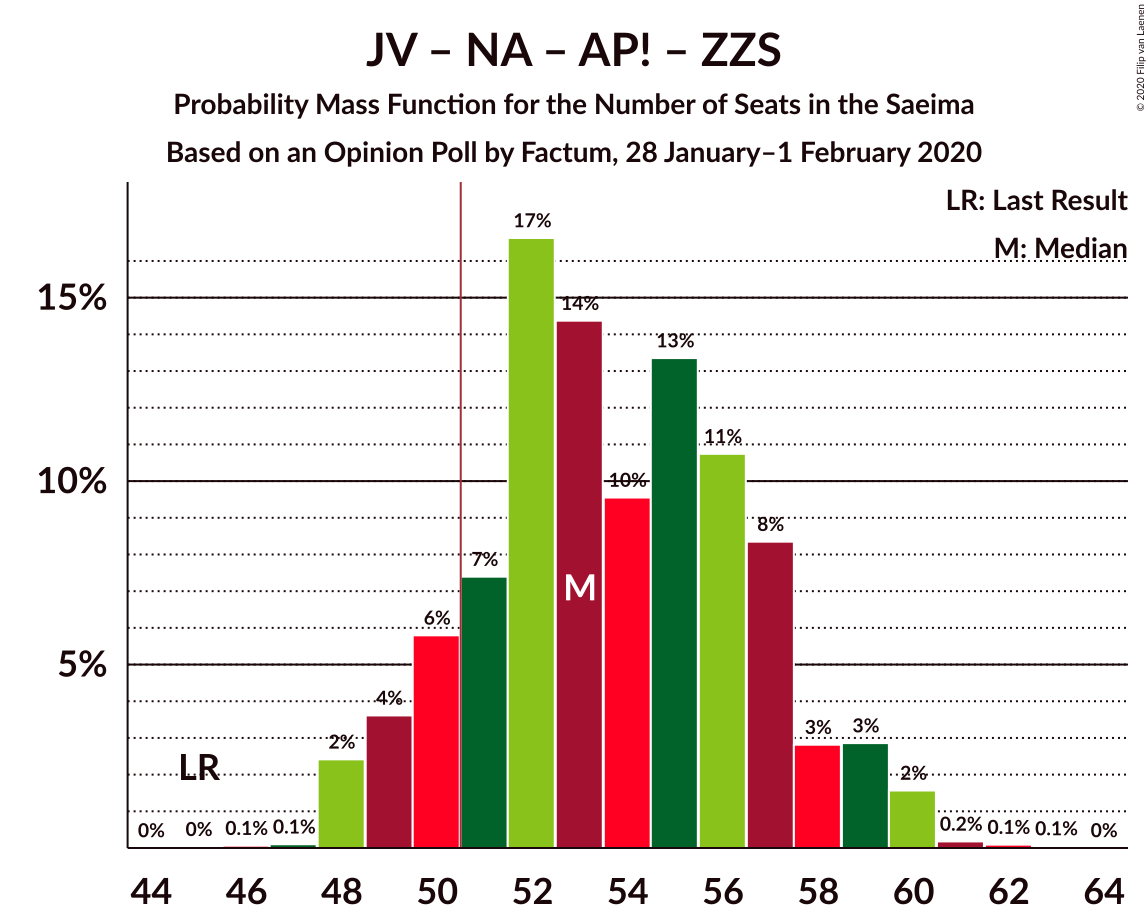 JV – NA – AP! – ZZS
Probability Mass Function for the Number of Seats in the Saeima
Based on an Opinion Poll by Factum, 28 January–1 February 2020
© 2020 Filip van Laenen
LR: Last Result
M: Median
17%
15%
14%
13%
11%
10%
10%
8%
7%
M
6%
5%
4%
3%
3%
2%
LR
2%
0%
0%
0.1%
0.1%
0.2%
0.1%
0.1%
0%
44 46 48 50 52 54 56 58 60 62 64